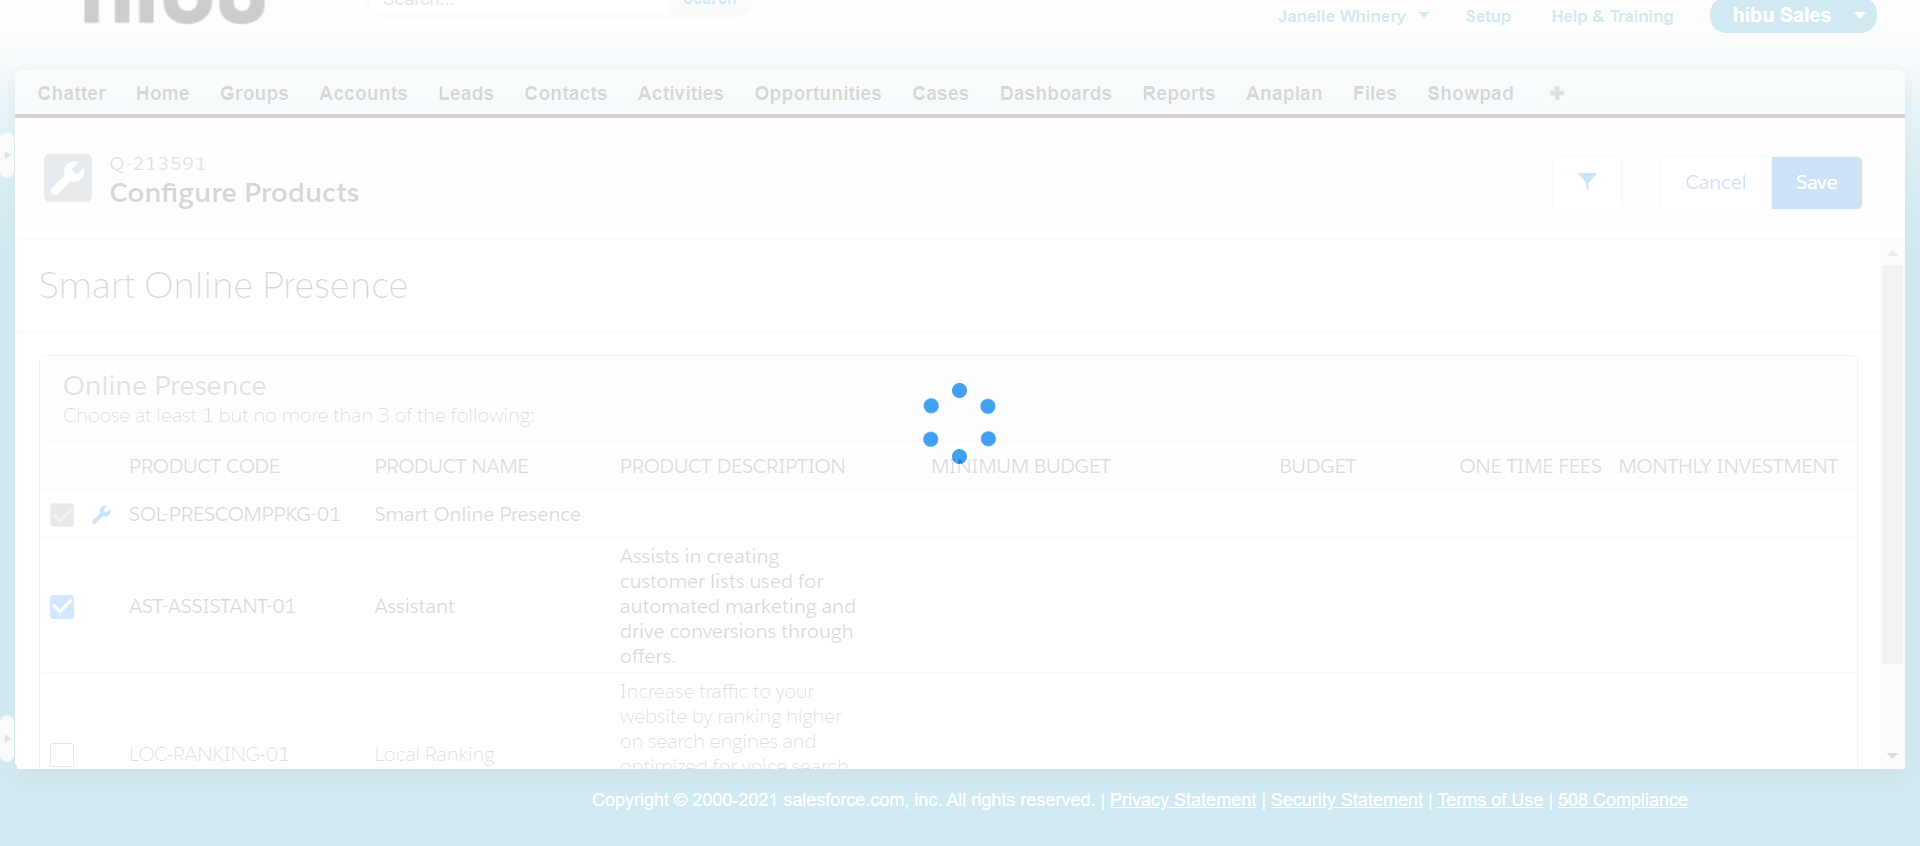 hibu
Search...
Search
Janelle Whinery
Setup
Help & Training
hibu Sales
Chatter Home Groups Accounts Leads Contacts Activities Opportunities Cases Dashboards Reports Anaplan Files Showpad
Q-213591
Configure Products
Cancel
Save
Smart Online Presence
Online Presence
Choose at least 1 but no more than 3 of the following:
PRODUCT CODE PRODUCT NAME PRODUCT DESCRIPTION MINIMUM BUDGET BUDGET ONE TIME FEES MONTHLY INVESTMENT
SOL-PRESCOMPPKG-01 Smart Online Presence
AST-ASSISTANT-01 Assistant
Assists in creating
customer lists used for
automated marketing and
drive conversions through
offers.
LOC-RANKING-01 Local Ranking
Increase traffic to your
website by ranking higher
on search engines and
optimized for voice search
Copyright © 2000-2021 salesforce.com, inc. All rights reserved. | Privacy Statement | Security Statement | Terms of Use | 508 Compliance